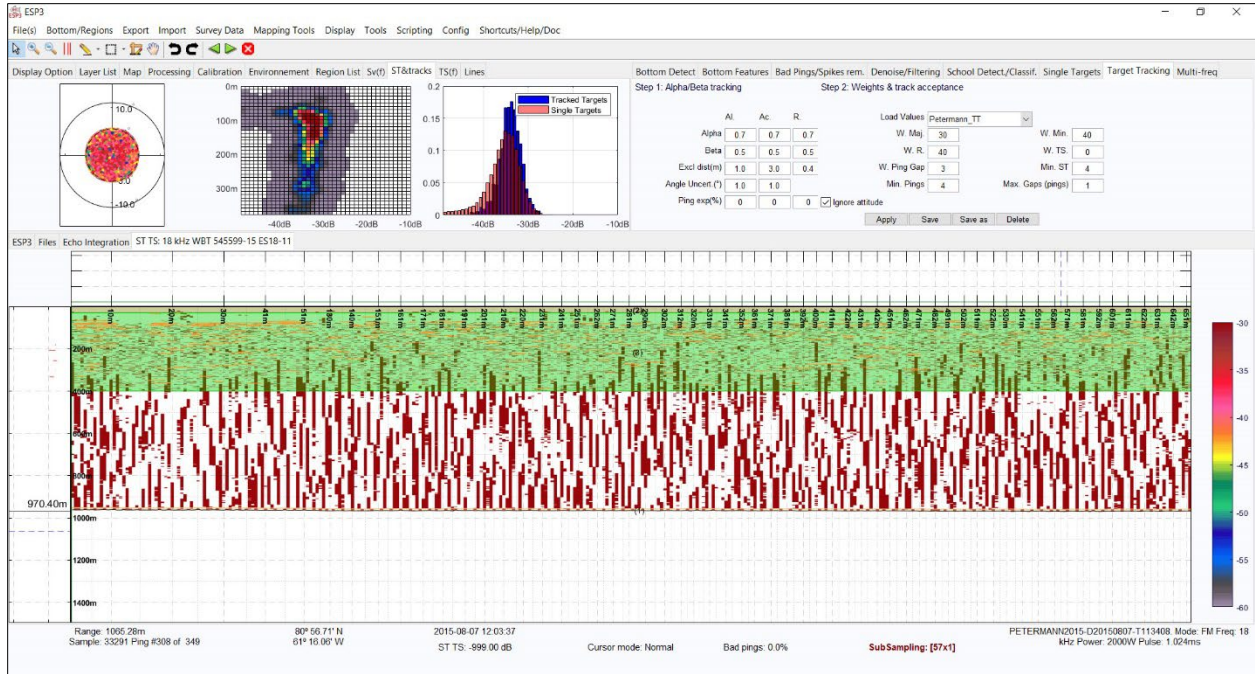 ESP3
File(s) Bottom/Regions Export Import Survey Data Mapping Tools Display Tools Scripting Config Shortcuts/Help/Doc
Display Option Layer List Map Processing Calibration Environnement Region List Sv(f) ST&tracks TS(f) Lines
10.0
-10.0
0m
100m
200m
300m
-40dB -30dB -20dB -10dB
Tracked Targets
Single Targets
0.2
0.15
0.1
0.05
0
-40dB -30dB -20dB -10dB
Bottom Detect Bottom Features Bad Pings/Spikes rem. Denoise/Filtering School Detect./Classif. Single Targets Target Tracking Multi-freq
Step 1: Alpha/Beta tracking Step 2: Weights & track acceptance
Al. Ac. R. Load Values Petermann_TT
Alpha 0.7 0.7 0.7 W. Maj. 30 W. Min. 40
Beta 0.5 0.5 0.5 W. R. 40 W. TS. 0
Excl dist(m) 1.0 3.0 0.4 W. Ping Gap 3 Min. ST 4
Angle Uncert.(°) 1.0 1.0 Min. Pings 4 Max. Gaps (pings) 1
Ping exp(%) 0 0 0 Ignore attitude
Apply Save Save as Delete
ESP3 Files Echo Integration ST TS: 18 kHz WBT 545599-15 ES18-11
200m
970.40m
1000m
1200m
1400m
-30
-35
-40
-45
-50
-55
-60
Range: 1065.28m 80º 56.71' N 2015-08-07 12:03:37 PETERMANN2015-D20150807-T113408. Mode: FM Freq: 18
Sample: 33291 Ping #308 of 349 61º 16.06' W ST TS: -999.00 dB Cursor mode: Normal Bad pings: 0.0% SubSampling: [57x1] kHz Power: 2000W Pulse: 1.024ms